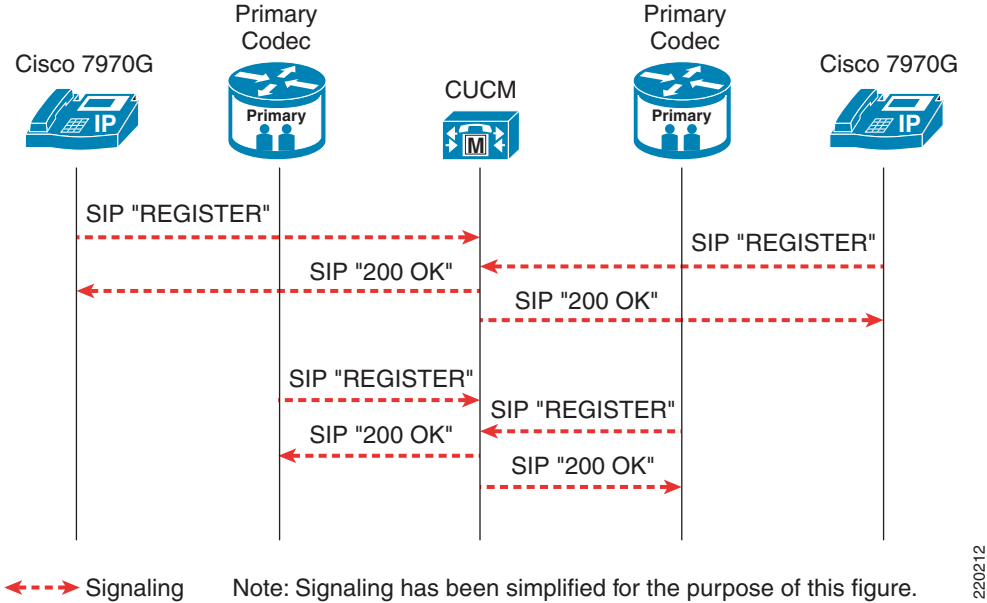 Primary
Codec
Primary
Codec
Cisco 7970G
CUCM
Cisco 7970G
IP
Primary
M
Primary
IP
SIP "REGISTER"
SIP "REGISTER"
SIP "200 OK"
SIP "200 OK"
SIP "REGISTER"
SIP "REGISTER"
SIP "200 OK"
SIP "200 OK"
Signaling
Note: Signaling has been simplified for the purpose of this figure.
220212